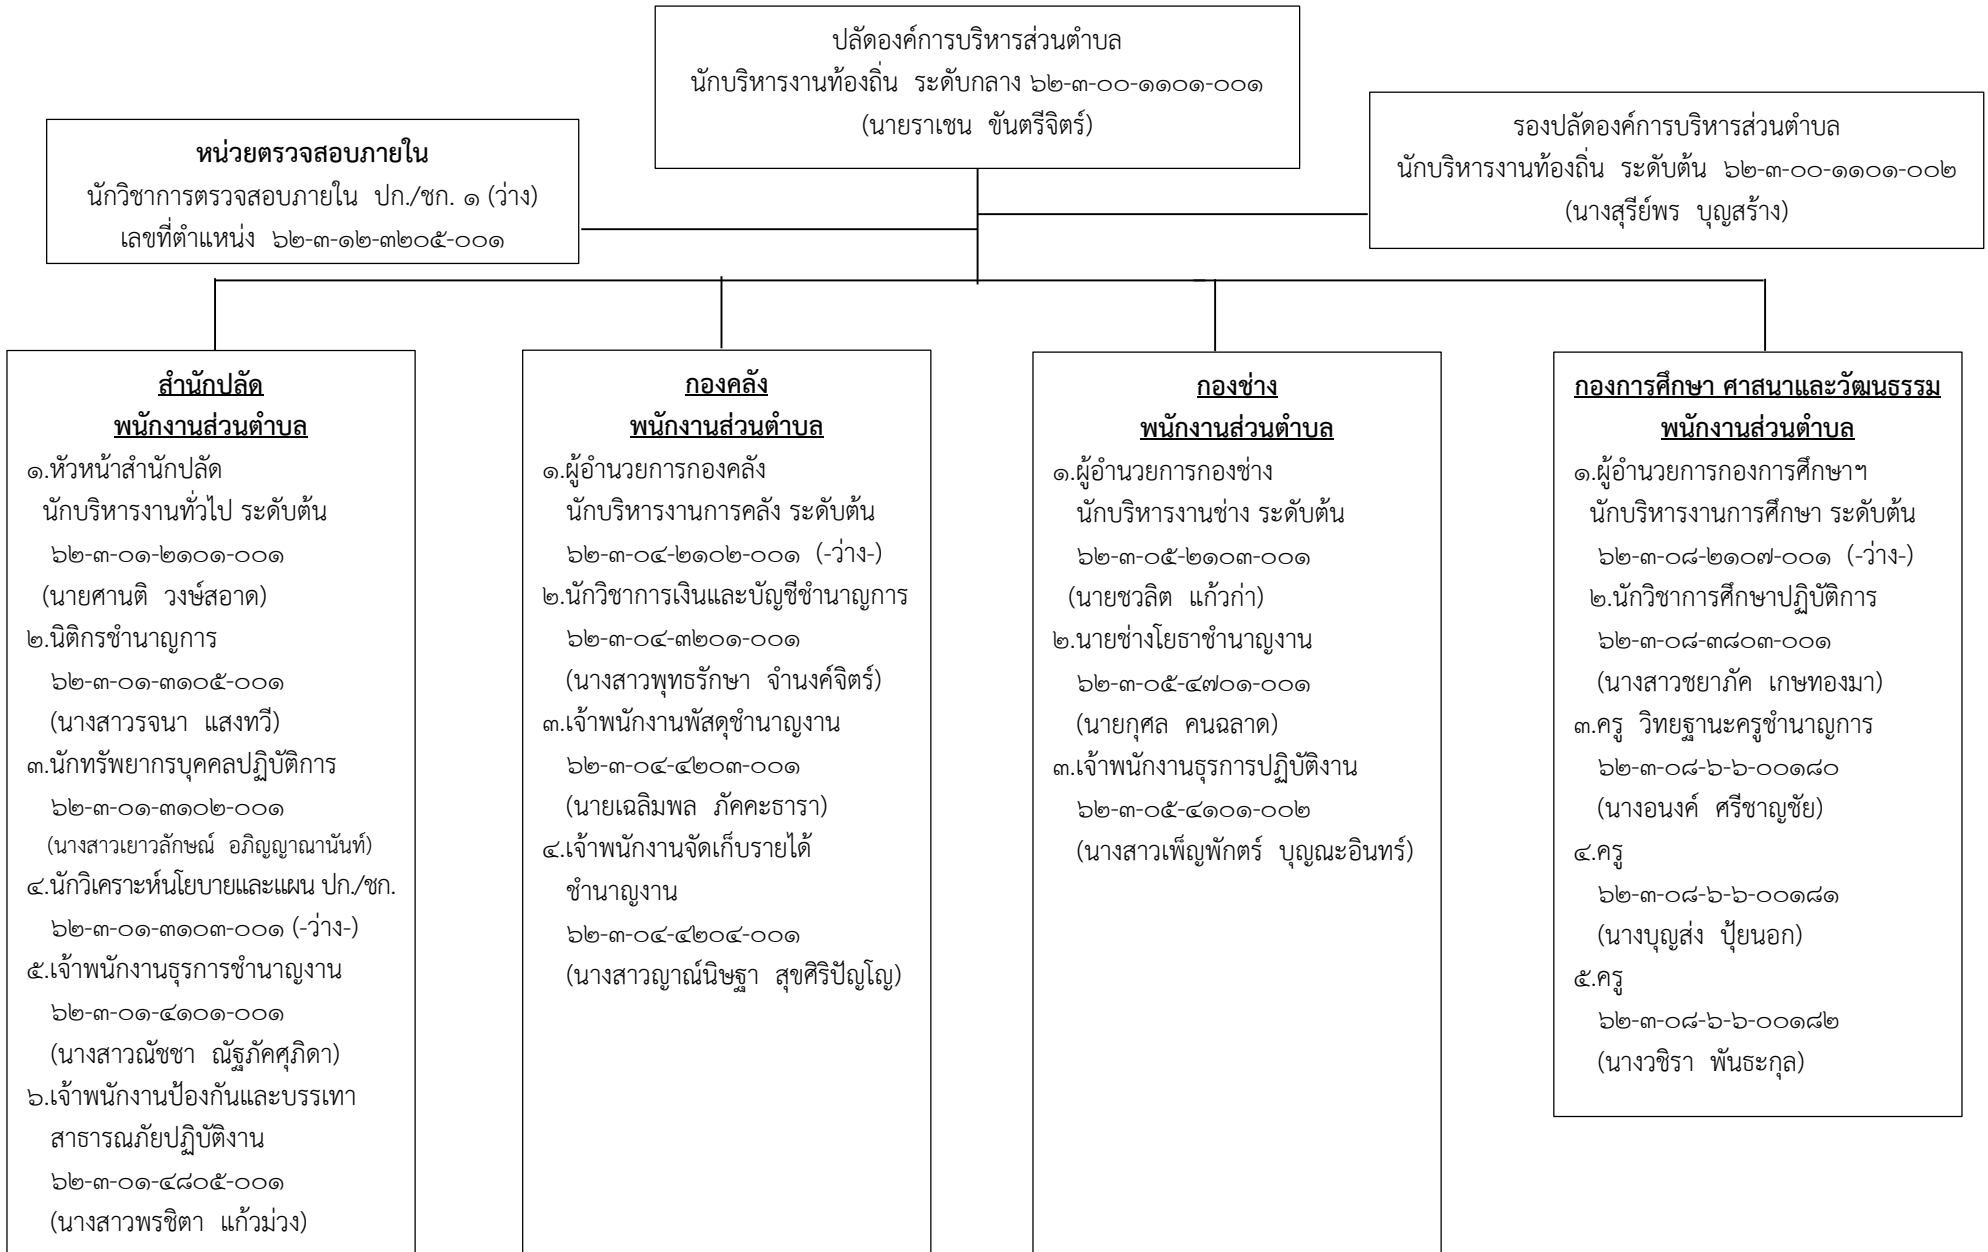 ปลัดองค์การบริหารส่วนตำบล
นักบริหารงานท้องถิ่น ระดับกลาง ๖๒-๓-๐๐-๑๑๐๑-๐๐๑
(นายราเชน ขันตรีจิตร์)
รองปลัดองค์การบริหารส่วนตำบล
นักบริหารงานท้องถิ่น ระดับต้น ๖๒-๓-๐๐-๑๑๐๑-๐๐๒
(นางสุรีย์พร บุญสร้าง)
หน่วยตรวจสอบภายใน
นักวิชาการตรวจสอบภายใน ปก./ชก. ๑ (ว่าง)
เลขที่ตำแหน่ง ๖๒-๓-๑๒-๓๒๐๕-๐๐๑
สำนักปลัด
พนักงานส่วนตำบล
๑.หัวหน้าสำนักปลัด
นักบริหารงานทั่วไป ระดับต้น
๖๒-๓-๐๑-๒๑๐๑-๐๐๑
(นายศานติ วงษ์สอาด)
๒.นิติกรชำนาญการ
๖๒-๓-๐๑-๓๑๐๕-๐๐๑
(นางสาวรจนา แสงทวี)
๓.นักทรัพยากรบุคคลปฏิบัติการ
๖๒-๓-๐๑-๓๑๐๒-๐๐๑
(นางสาวเยาวลักษณ์ อภิญญาณานันท์)
๔.นักวิเคราะห์นโยบายและแผน ปก./ชก.
๖๒-๓-๐๑-๓๑๐๓-๐๐๑ (-ว่าง-)
๕.เจ้าพนักงานธุรการชำนาญงาน
๖๒-๓-๐๑-๔๑๐๑-๐๐๑
(นางสาวณัชชา ณัฐภัคศุภิดา)
๖.เจ้าพนักงานป้องกันและบรรเทา
สาธารณภัยปฏิบัติงาน
๖๒-๓-๐๑-๔๘๐๕-๐๐๑
(นางสาวพรชิตา แก้วม่วง)
กองคลัง
พนักงานส่วนตำบล
๑.ผู้อำนวยการกองคลัง
นักบริหารงานการคลัง ระดับต้น
๖๒-๓-๐๔-๒๑๐๒-๐๐๑ (-ว่าง-)
๒.นักวิชาการเงินและบัญชีชำนาญการ
๖๒-๓-๐๔-๓๒๐๑-๐๐๑
(นางสาวพุทธรักษา จำนงค์จิตร์)
๓.เจ้าพนักงานพัสดุชำนาญงาน
๖๒-๓-๐๔-๔๒๐๓-๐๐๑
(นายเฉลิมพล ภัคคะธารา)
๔.เจ้าพนักงานจัดเก็บรายได้
ชำนาญงาน
๖๒-๓-๐๔-๔๒๐๔-๐๐๑
(นางสาวญาณ์นิษฐา สุขศิริปัญโญ)
กองช่าง
พนักงานส่วนตำบล
๑.ผู้อำนวยการกองช่าง
นักบริหารงานช่าง ระดับต้น
๖๒-๓-๐๕-๒๑๐๓-๐๐๑
(นายชวลิต แก้วก่า)
๒.นายช่างโยธาชำนาญงาน
๖๒-๓-๐๕-๔๗๐๑-๐๐๑
(นายกุศล คนฉลาด)
๓.เจ้าพนักงานธุรการปฏิบัติงาน
๖๒-๓-๐๕-๔๑๐๑-๐๐๒
(นางสาวเพ็ญพักตร์ บุญณะอินทร์)
กองการศึกษา ศาสนาและวัฒนธรรม
พนักงานส่วนตำบล
๑.ผู้อำนวยการกองการศึกษาฯ
นักบริหารงานการศึกษา ระดับต้น
๖๒-๓-๐๘-๒๑๐๗-๐๐๑ (-ว่าง-)
๒.นักวิชาการศึกษาปฏิบัติการ
๖๒-๓-๐๘-๓๘๐๓-๐๐๑
(นางสาวชยาภัค เกษทองมา)
๓.ครู วิทยฐานะครูชำนาญการ
๖๒-๓-๐๘-๖-๖-๐๐๑๘๐
(นางอนงค์ ศรีชาญชัย)
๔.ครู
๖๒-๓-๐๘-๖-๖-๐๐๑๘๑
(นางบุญส่ง ปุ้ยนอก)
๕.ครู
๖๒-๓-๐๘-๖-๖-๐๐๑๘๒
(นางวชิรา พันธะกุล)